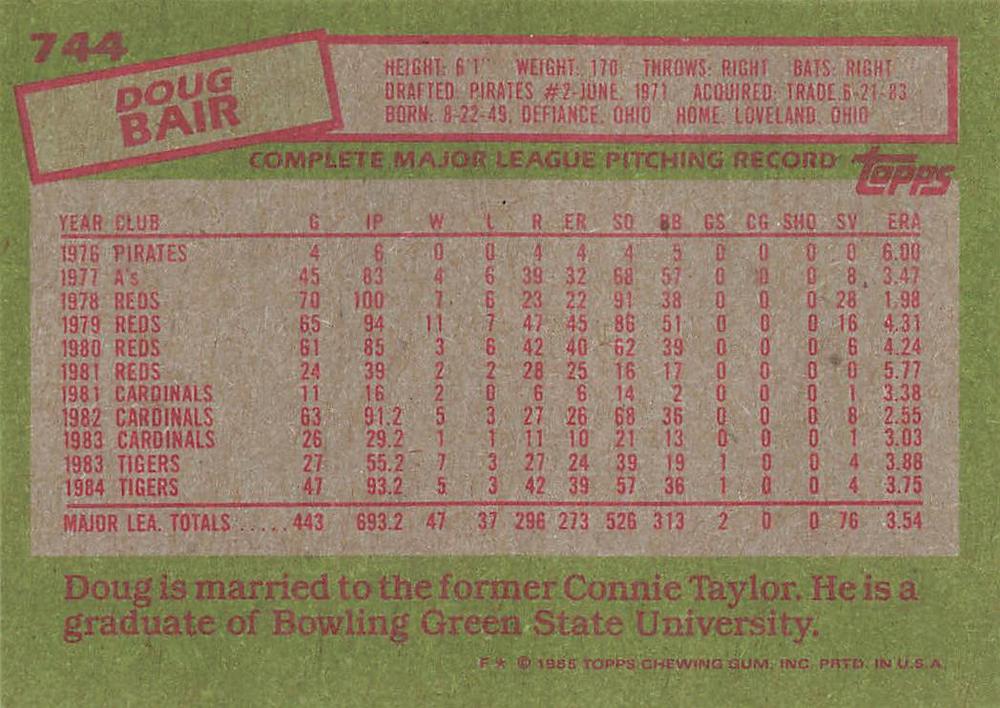 744
DOUG
BAIR
HEIGHT: 6'1" WEIGHT: 170 THROWS: RIGHT BATS: RIGHT
DRAFTED: PIRATES #2-JUNE, 1971 ACQUIRED: TRADE,6-21-83
BORN: 8-22-49, DEFIANCE, OHIO HOME: LOVELAND, OHIO
COMPLETE MAJOR LEAGUE PITCHING RECORD topps
YEAR CLUB G IP W L R ER SO BB GS CG SHO SV ERA
1976 PIRATES 4 6 0 0 4 4 4 5 0 0 0 0 6.00
1977 A's 45 83 4 6 39 32 68 57 0 0 0 8 3.47
1978 REDS 70 100 7 6 23 22 91 38 0 0 0 28 1.98
1979 REDS 65 94 11 7 47 45 86 51 0 0 0 16 4.31
1980 REDS 61 85 3 6 42 40 62 39 0 0 0 6 4.24
1981 REDS 24 39 2 2 28 25 16 17 0 0 0 0 5.77
1981 CARDINALS 11 16 2 0 6 6 14 2 0 0 0 1 3.38
1982 CARDINALS 63 91.2 5 3 27 26 68 36 0 0 0 8 2.55
1983 CARDINALS 26 29.2 1 1 11 10 21 13 0 0 0 1 3.03
1983 TIGERS 27 55.2 7 3 27 24 39 19 1 0 0 4 3.88
1984 TIGERS 47 93.2 5 3 42 39 57 36 1 0 0 4 3.75
MAJOR LEA. TOTALS ..... 443 693.2 47 37 296 273 526 313 2 0 0 76 3.54
Doug is married to the former Connie Taylor. He is a
graduate of Bowling Green State University.
F* © 1985 TOPPS CHEWING GUM, INC. PRTD. IN U.S.A.